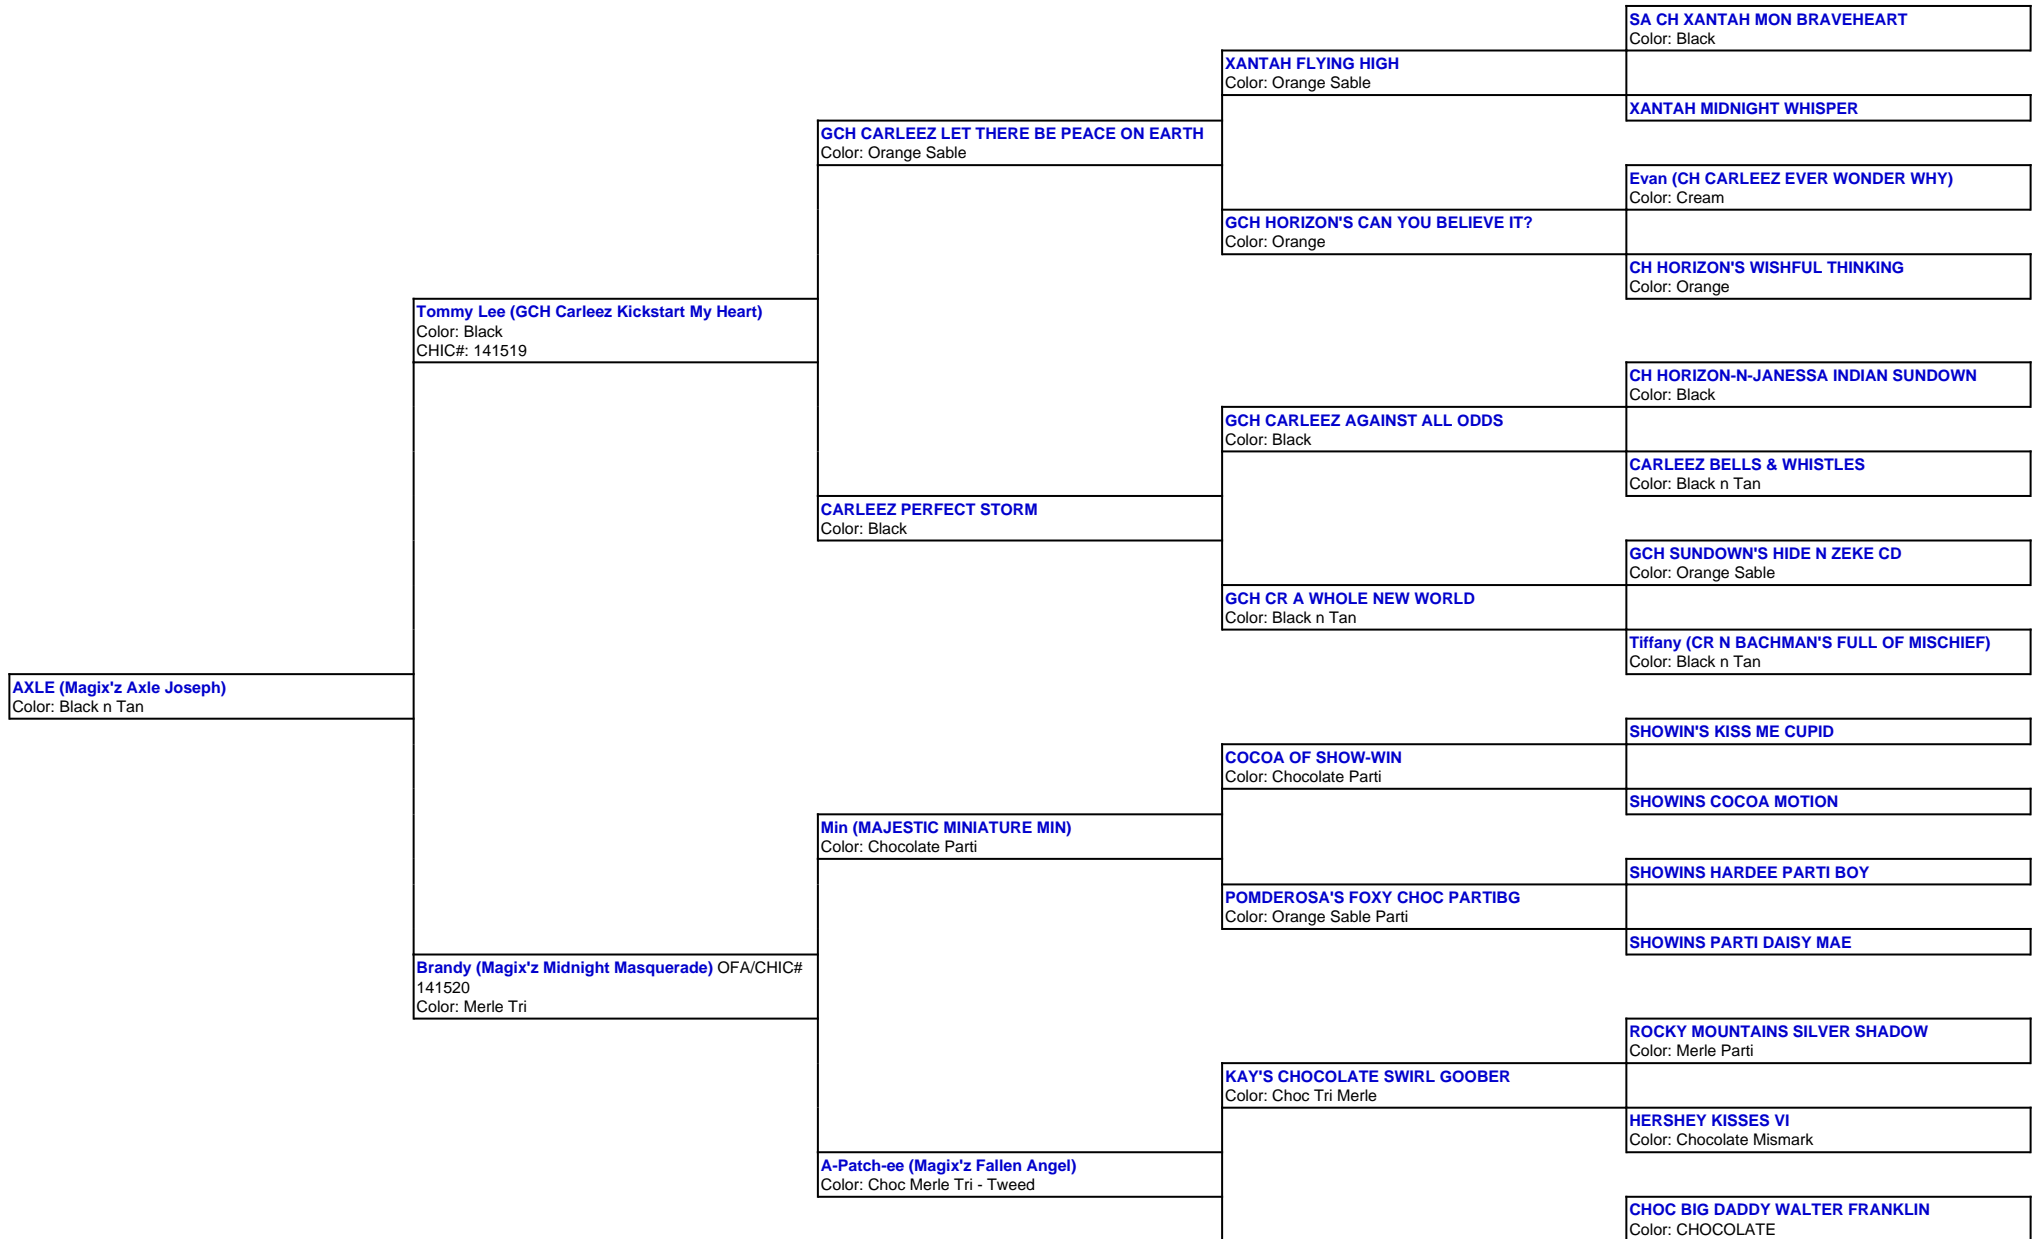 SA CH XANTAH MON BRAVEHEART
Color: Black
XANTAH FLYING HIGH
Color: Orange Sable
XANTAH MIDNIGHT WHISPER
GCH CARLEEZ LET THERE BE PEACE ON EARTH
Color: Orange Sable
Evan (CH CARLEEZ EVER WONDER WHY)
Color: Cream
GCH HORIZON'S CAN YOU BELIEVE IT?
Color: Orange
CH HORIZON'S WISHFUL THINKING
Color: Orange
Tommy Lee (GCH Carleez Kickstart My Heart)
Color: Black
CHIC#: 141519
CH HORIZON-N-JANESSA INDIAN SUNDOWN
Color: Black
GCH CARLEEZ AGAINST ALL ODDS
Color: Black
CARLEEZ BELLS & WHISTLES
Color: Black n Tan
CARLEEZ PERFECT STORM
Color: Black
GCH SUNDOWN'S HIDE N ZEKE CD
Color: Orange Sable
GCH CR A WHOLE NEW WORLD
Color: Black n Tan
Tiffany (CR N BACHMAN'S FULL OF MISCHIEF)
Color: Black n Tan
AXLE (Magix'z Axle Joseph)
Color: Black n Tan
SHOWIN'S KISS ME CUPID
COCOA OF SHOW-WIN
Color: Chocolate Parti
SHOWINS COCOA MOTION
Min (MAJESTIC MINIATURE MIN)
Color: Chocolate Parti
SHOWINS HARDEE PARTI BOY
POMDEROSA'S FOXY CHOC PARTIBG
Color: Orange Sable Parti
SHOWINS PARTI DAISY MAE
Brandy (Magix'z Midnight Masquerade) OFA/CHIC#
141520
Color: Merle Tri
ROCKY MOUNTAINS SILVER SHADOW
Color: Merle Parti
KAY'S CHOCOLATE SWIRL GOOBER
Color: Choc Tri Merle
HERSHEY KISSES VI
Color: Chocolate Mismark
A-Patch-ee (Magix'z Fallen Angel)
Color: Choc Merle Tri - Tweed
CHOC BIG DADDY WALTER FRANKLIN
Color: CHOCOLATE